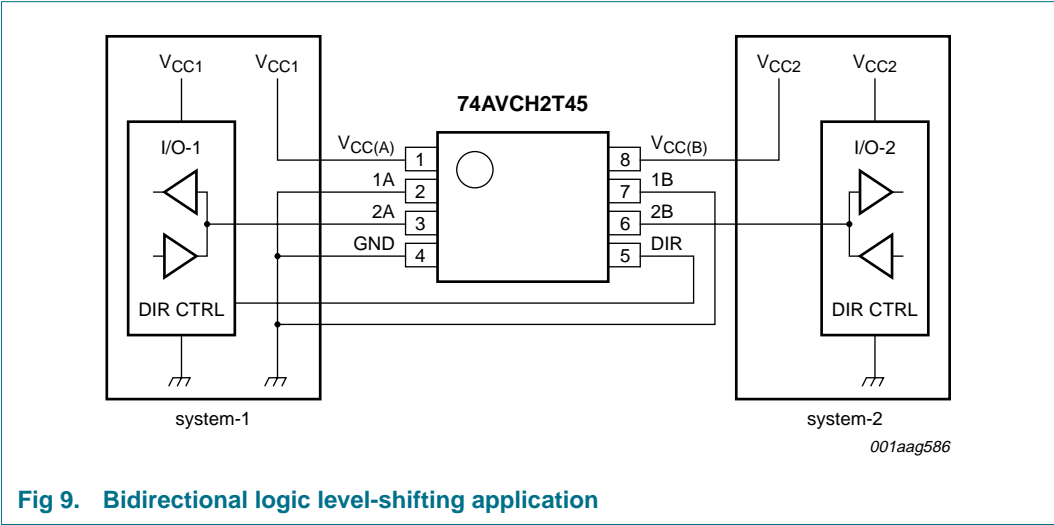 VCC1 VCC1
I/O-1
DIR CTRL
system-1
74AVCH2T45
VCC(A) 1
1A 2
2A 3
GND 4
8 VCC(B)
7 1B
6 2B
5 DIR
VCC2 VCC2
I/O-2
DIR CTRL
system-2
001aag586
Fig 9. Bidirectional logic level-shifting application